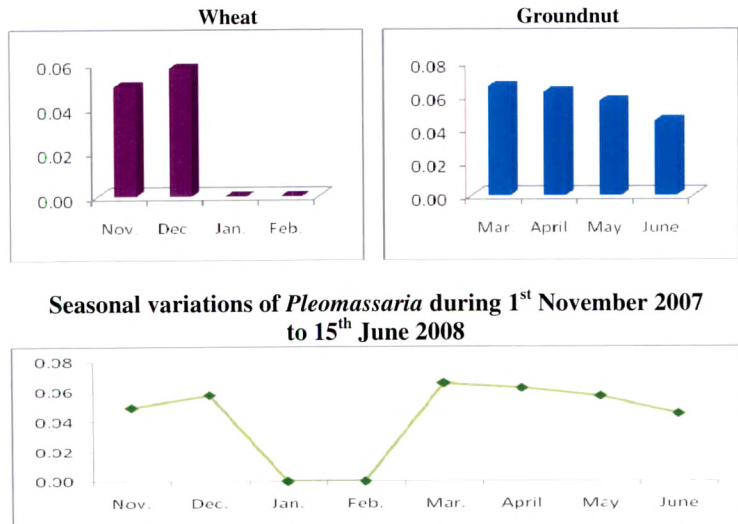 Wheat
0.06
0.04
0.02
0.00
Nov. Dec Jan. Feb.
Groundnut
0.08
0.06
0.04
0.02
0.00
Mar. April May June
Seasonal variations of Pleomassaria during 1st November 2007
to 15th June 2008
0.08
0.06
0.04
0.02
0.00
Nov. Dec. Jan. Feb. Mar. April May June